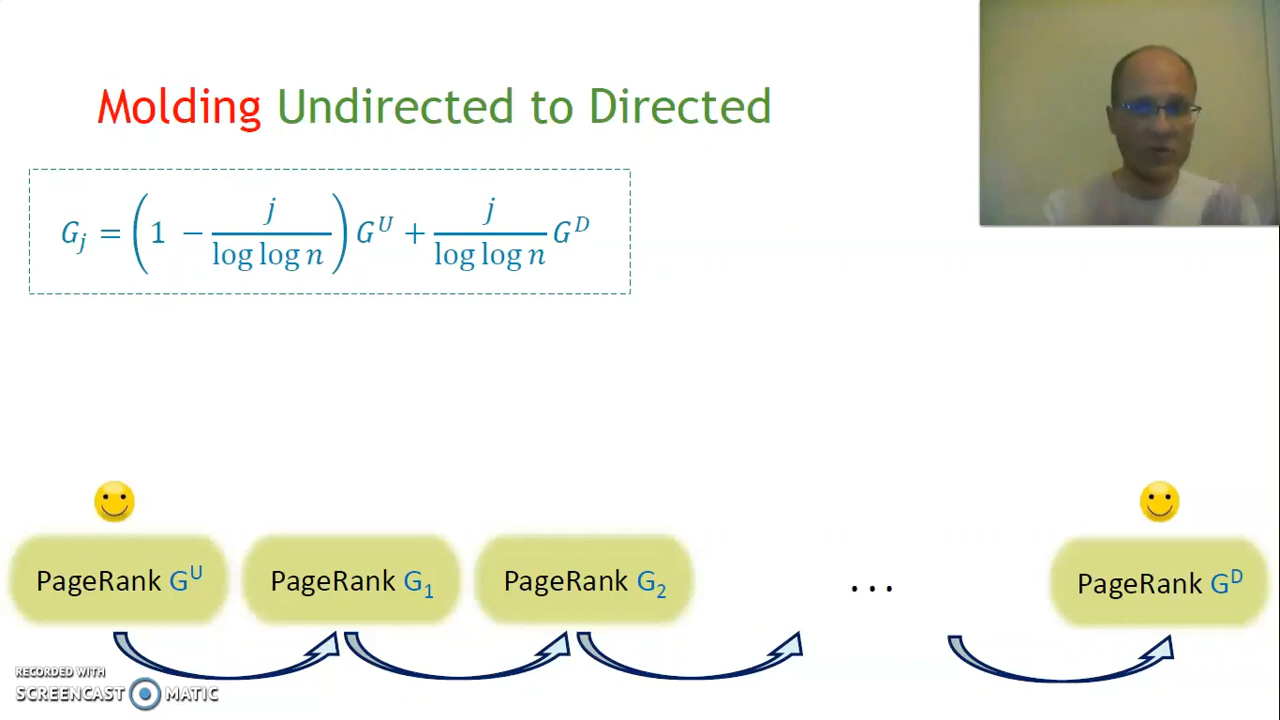 Molding Undirected to Directed
G_j = (1 − j/(log log n)) G^U + j/(log log n) G^D
PageRank G^U PageRank G_1 PageRank G_2 ... PageRank G^D
RECORDED WITH
SCREENCAST MATIC